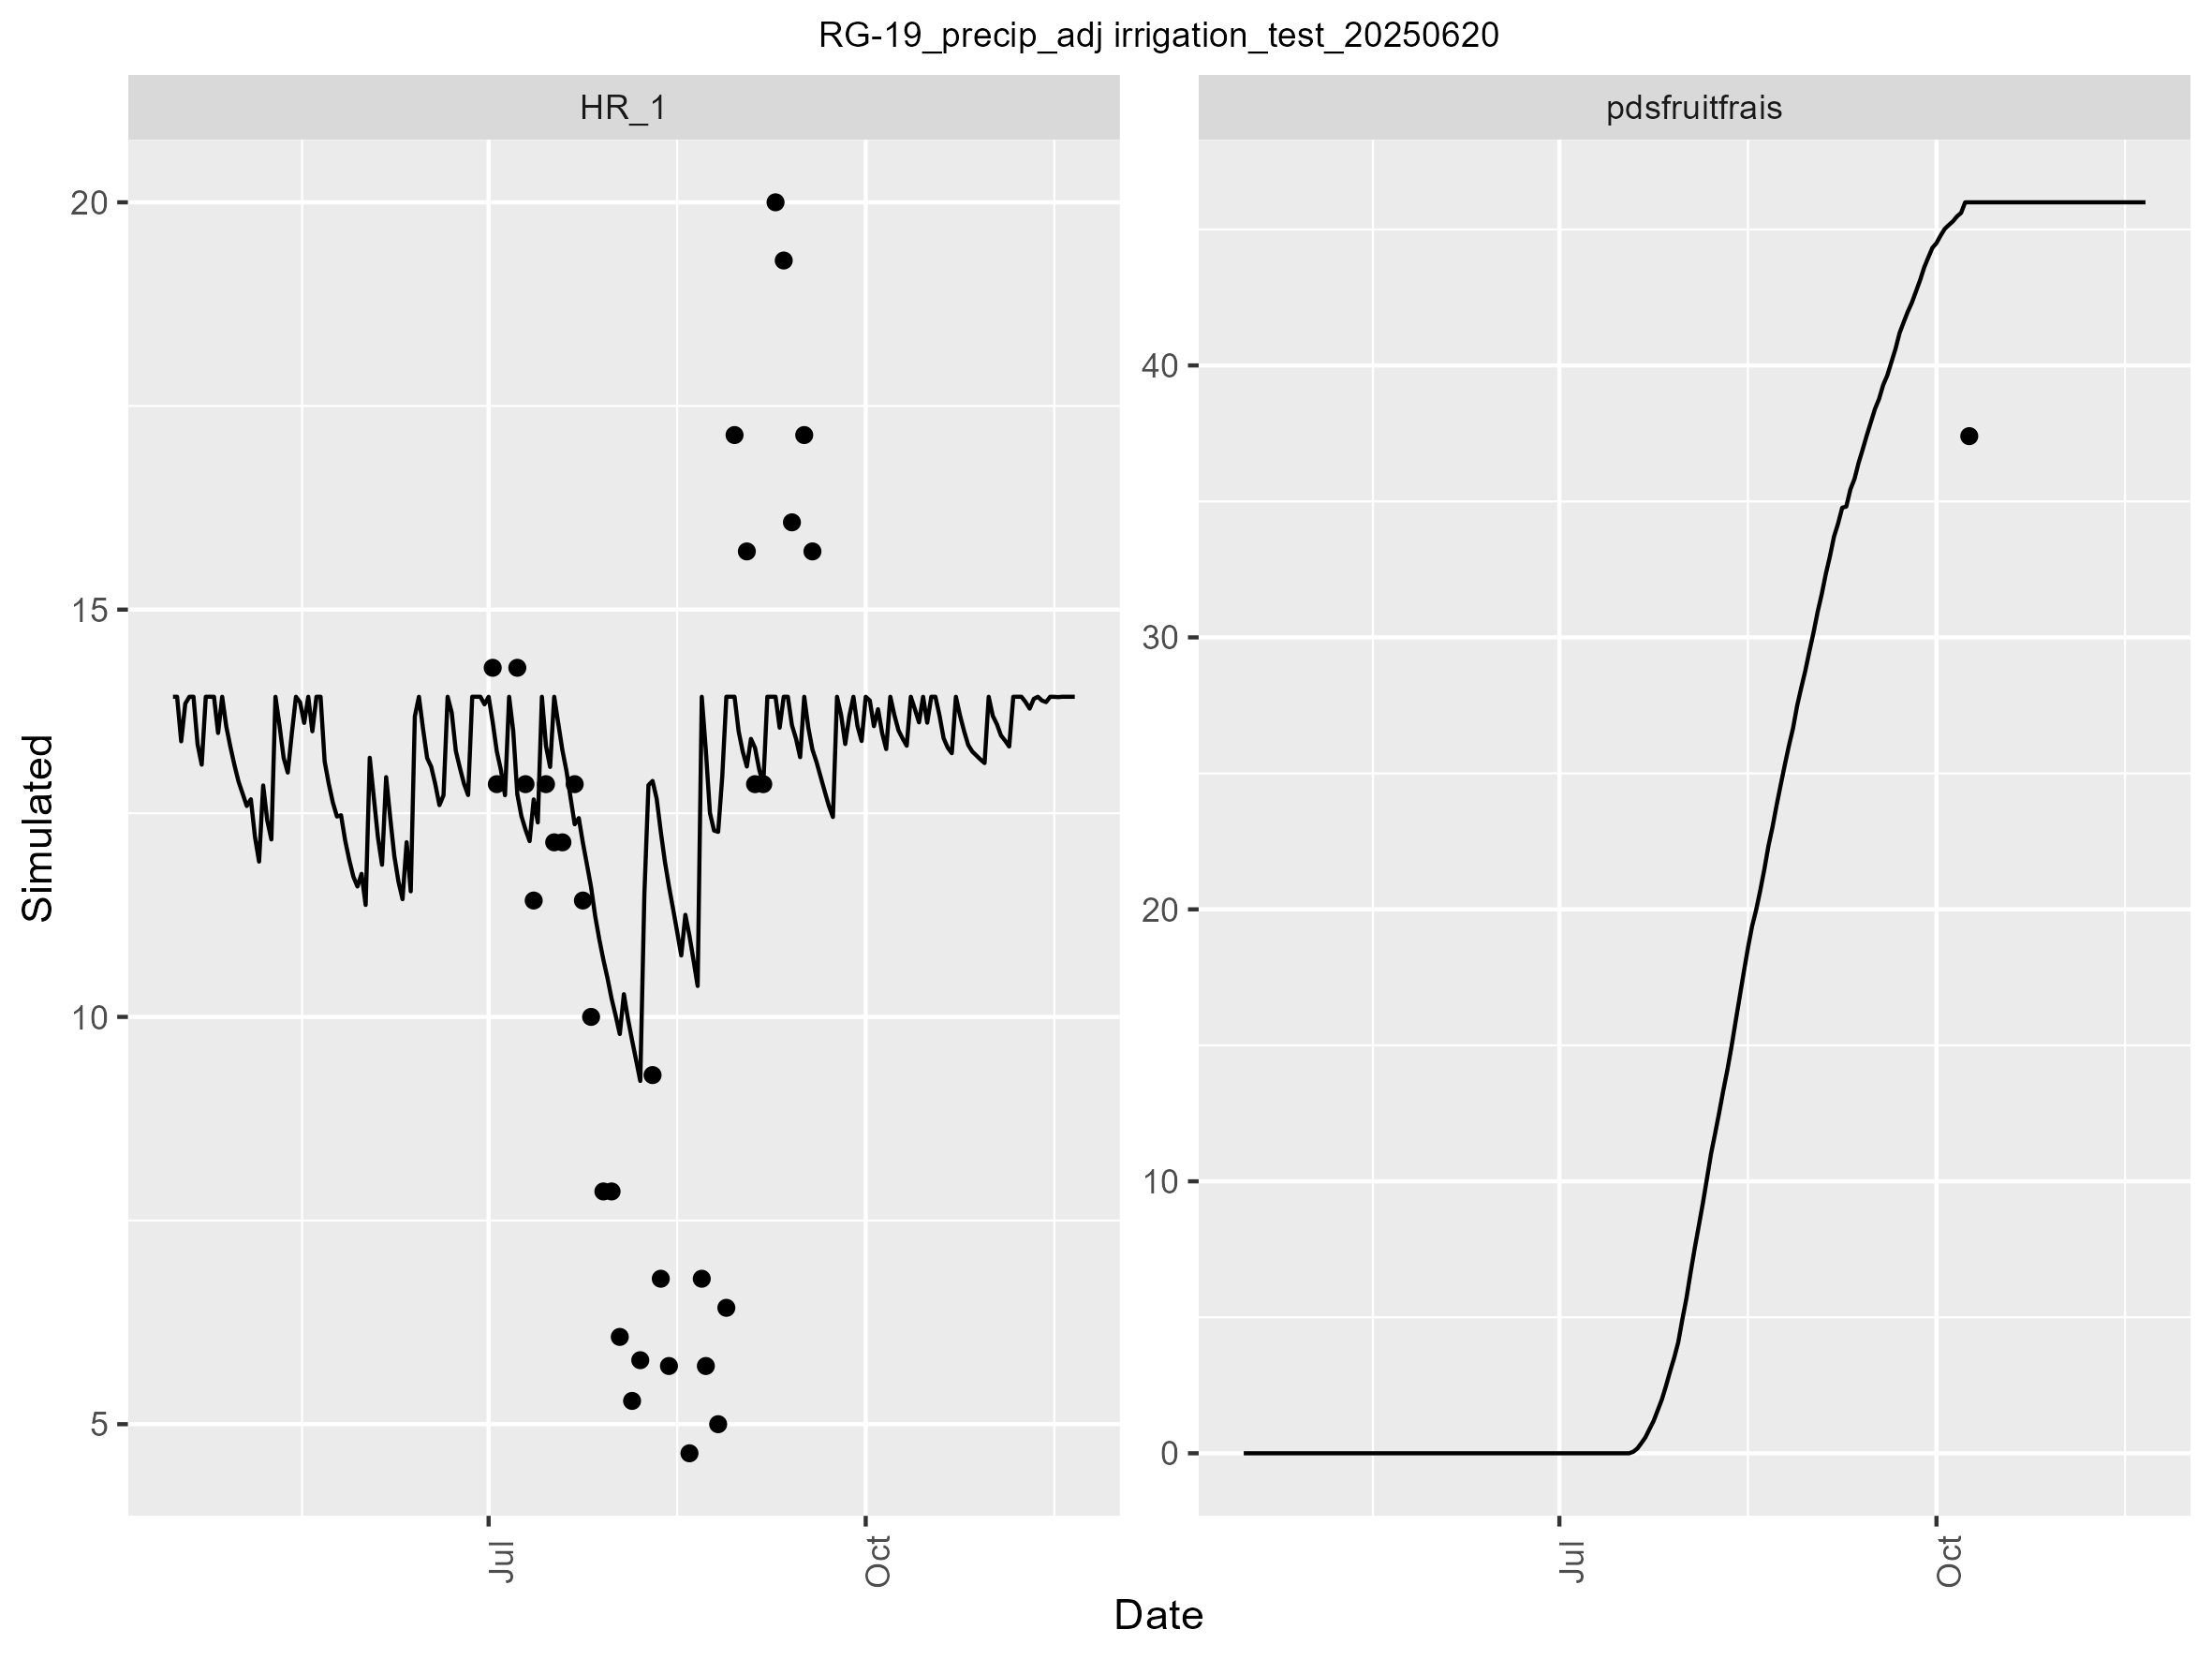 RG-19_precip_adj irrigation_test_20250620
HR_1
pdsfruitfrais
Simulated
20
15
10
5
40
30
20
10
0
Jul
Oct
Jul
Oct
Date